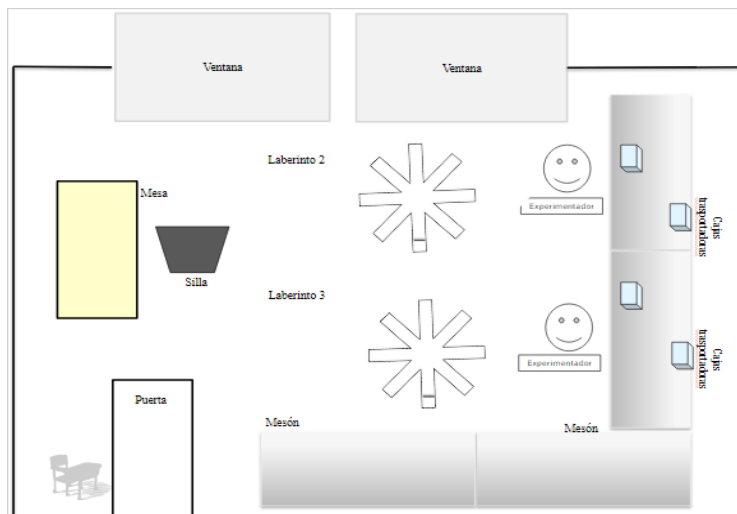 Ventana
Ventana
Laberinto 2
Mesa
Experimentador
Cajas
trasportadoras
Silla
Laberinto 3
Experimentador
Cajas
trasportadoras
Puerta
Mesón
Mesón